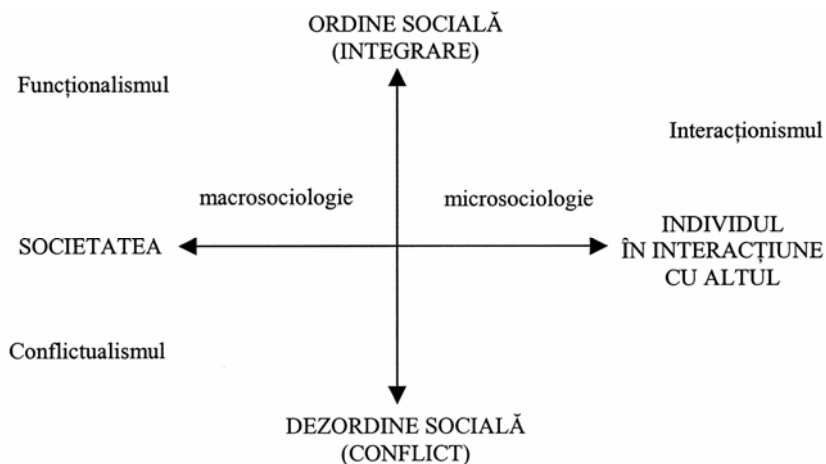 ORDINE SOCIALĂ
(INTEGRARE)
Funcționalismul
Interacționismul
macrosociologie
microsociologie
SOCIETATEA
INDIVIDUL
ÎN INTERACȚIUNE
CU ALTUL
Conflictualismul
DEZORDINE SOCIALĂ
(CONFLICT)